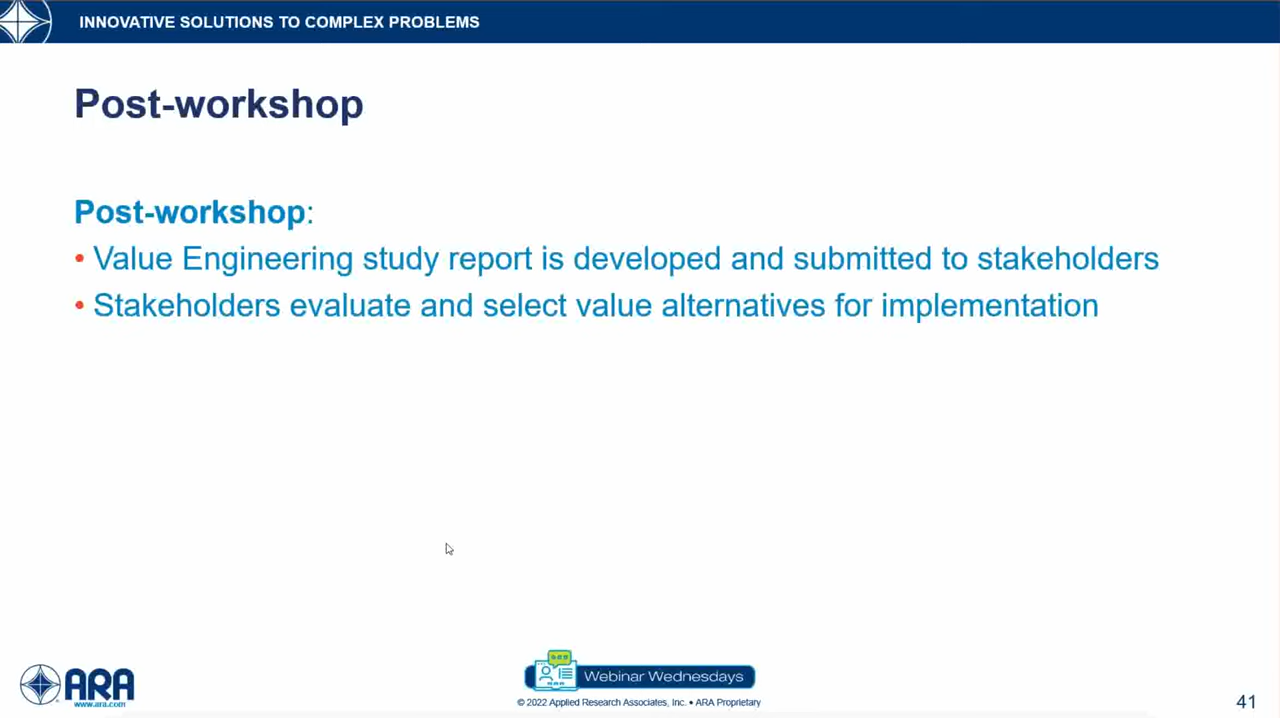 INNOVATIVE SOLUTIONS TO COMPLEX PROBLEMS
Post-workshop
Post-workshop:
• Value Engineering study report is developed and submitted to stakeholders
• Stakeholders evaluate and select value alternatives for implementation
ARA
www.ara.com
Webinar Wednesdays
© 2022 Applied Research Associates, Inc. • ARA Proprietary
41